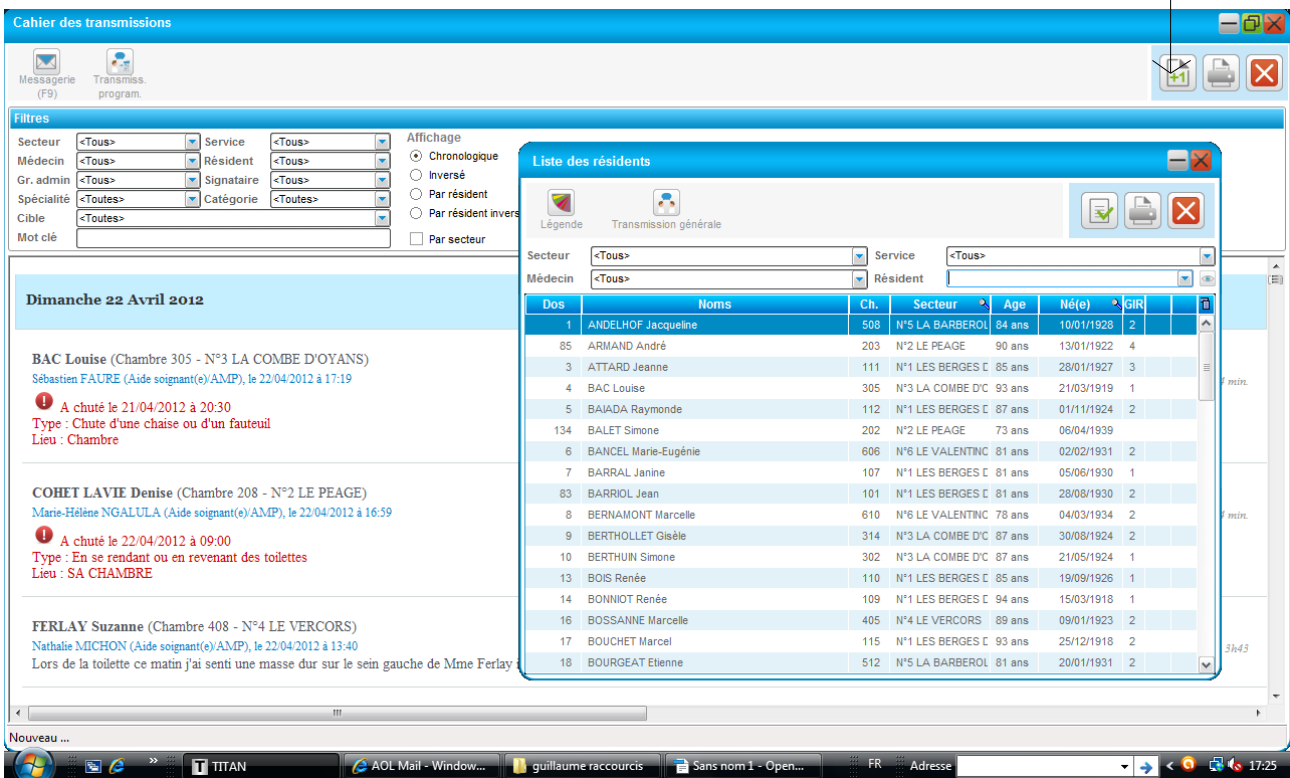 Cahier des transmissions
Messagerie (F9)
Transmiss. program.
+1
Filtres
Secteur <Tous> Service <Tous>
Médecin <Tous> Résident <Tous>
Gr. admin <Tous> Signataire <Tous>
Spécialité <Toutes> Catégorie <Toutes>
Cible <Toutes>
Mot clé
Affichage
Chronologique
Inversé
Par résident
Par résident invers
Par secteur
Dimanche 22 Avril 2012
BAC Louise (Chambre 305 - N°3 LA COMBE D'OYANS)
Sébastien FAURE (Aide soignant(e)/AMP), le 22/04/2012 à 17:19
A chuté le 21/04/2012 à 20:30
Type : Chute d'une chaise ou d'un fauteuil
Lieu : Chambre
min.
COHET LAVIE Denise (Chambre 208 - N°2 LE PEAGE)
Marie-Hélène NGALULA (Aide soignant(e)/AMP), le 22/04/2012 à 16:59
A chuté le 22/04/2012 à 09:00
Type : En se rendant ou en revenant des toilettes
Lieu : SA CHAMBRE
min.
FERLAY Suzanne (Chambre 408 - N°4 LE VERCORS)
Nathalie MICHON (Aide soignant(e)/AMP), le 22/04/2012 à 13:40
Lors de la toilette ce matin j'ai senti une masse dur sur le sein gauche de Mme Ferlay
3h43
Liste des résidents
Légende
Transmission générale
Secteur <Tous> Service <Tous>
Médecin <Tous> Résident
Dos Noms Ch. Secteur Age Né(e) GIR
1 ANDELHOF Jacqueline 508 N°5 LA BARBEROL 84 ans 10/01/1928 2
85 ARMAND André 203 N°2 LE PEAGE 90 ans 13/01/1922 4
3 ATTARD Jeanne 111 N°1 LES BERGES D 85 ans 28/01/1927 3
4 BAC Louise 305 N°3 LA COMBE D'O 93 ans 21/03/1919 1
5 BAIADA Raymonde 112 N°1 LES BERGES D 87 ans 01/11/1924 2
134 BALET Simone 202 N°2 LE PEAGE 73 ans 06/04/1939
6 BANCEL Marie-Eugénie 606 N°6 LE VALENTINO 81 ans 02/02/1931 2
7 BARRAL Janine 107 N°1 LES BERGES D 81 ans 05/06/1930 1
83 BARRIOL Jean 101 N°1 LES BERGES D 81 ans 28/08/1930 2
8 BERNAMONT Marcelle 610 N°6 LE VALENTINO 78 ans 04/03/1934 2
9 BERTHOLLET Gisèle 314 N°3 LA COMBE D'O 87 ans 30/08/1924 2
10 BERTHUIN Simone 302 N°3 LA COMBE D'O 87 ans 21/05/1924 1
13 BOIS Renée 110 N°1 LES BERGES D 85 ans 19/09/1926 1
14 BONNIOT Renée 109 N°1 LES BERGES D 94 ans 15/03/1918 1
16 BOSSANNE Marcelle 405 N°4 LE VERCORS 89 ans 09/01/1923 2
17 BOUCHET Marcel 115 N°1 LES BERGES D 93 ans 25/12/1918 2
18 BOURGEAT Etienne 512 N°5 LA BARBEROL 81 ans 20/01/1931 2
Nouveau ...
TITAN
AOL Mail - Window...
guillaume raccourcis
Sans nom 1 - Open...
FR
Adresse
17:25